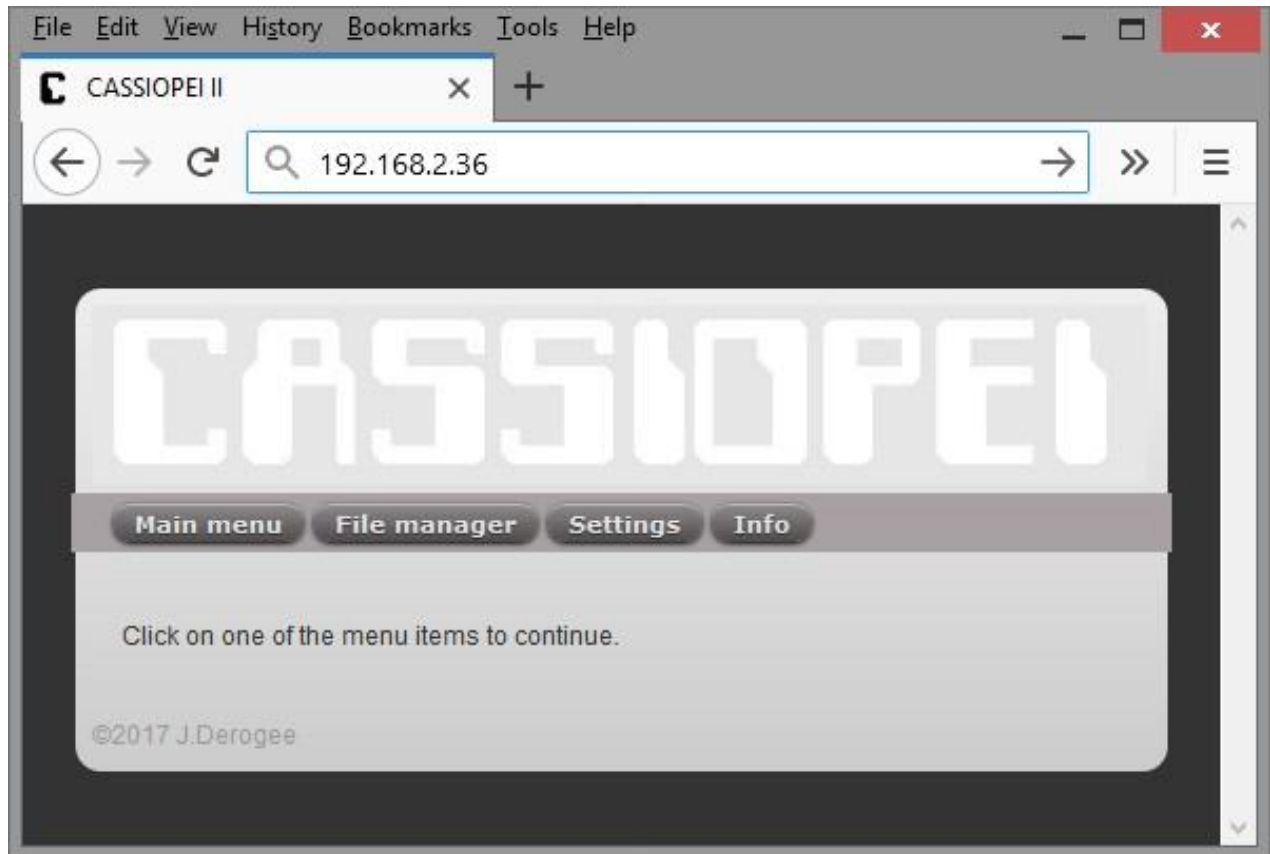 File Edit View History Bookmarks Tools Help
CASSIOPEI II
192.168.2.36
CASSIOPEI
Main menu File manager Settings Info
Click on one of the menu items to continue.
©2017 J.Derogee